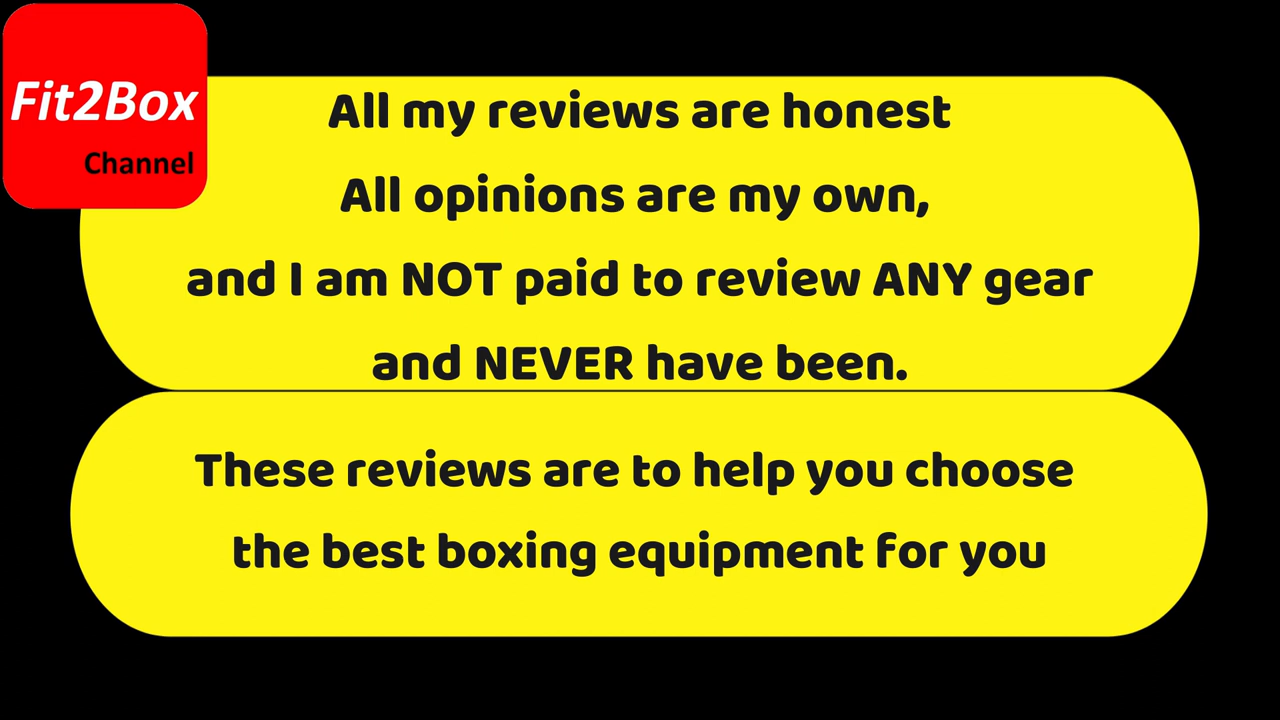 Fit2Box
Channel
All my reviews are honest
All opinions are my own,
and I am NOT paid to review ANY gear
and NEVER have been.
These reviews are to help you choose
the best boxing equipment for you